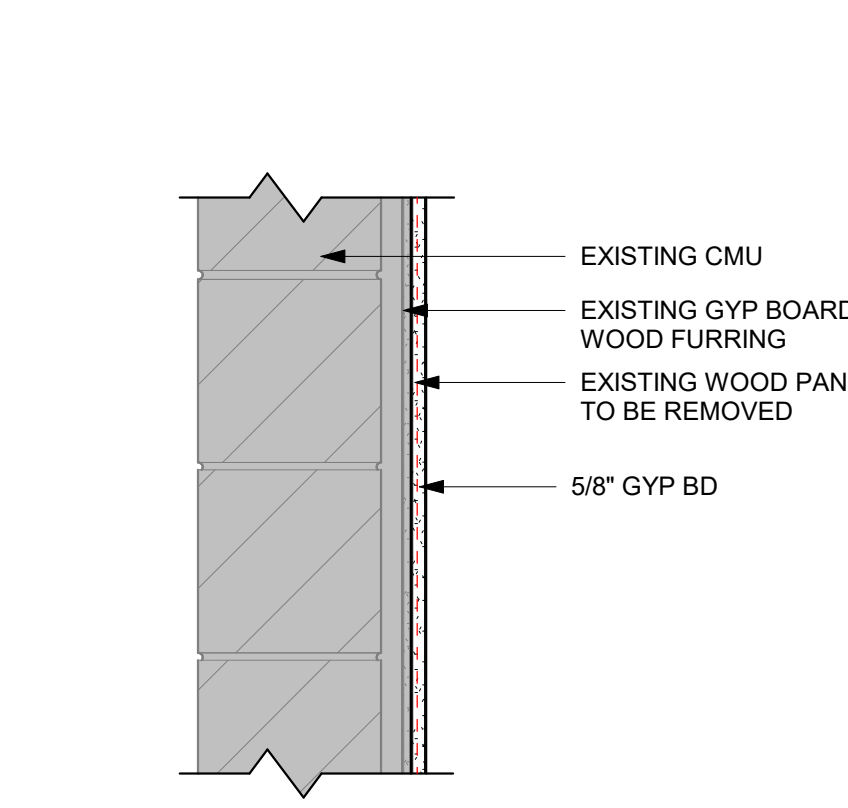 EXISTING CMU
EXISTING GYP BOARD
WOOD FURRING
EXISTING WOOD PAN
TO BE REMOVED
5/8" GYP BD